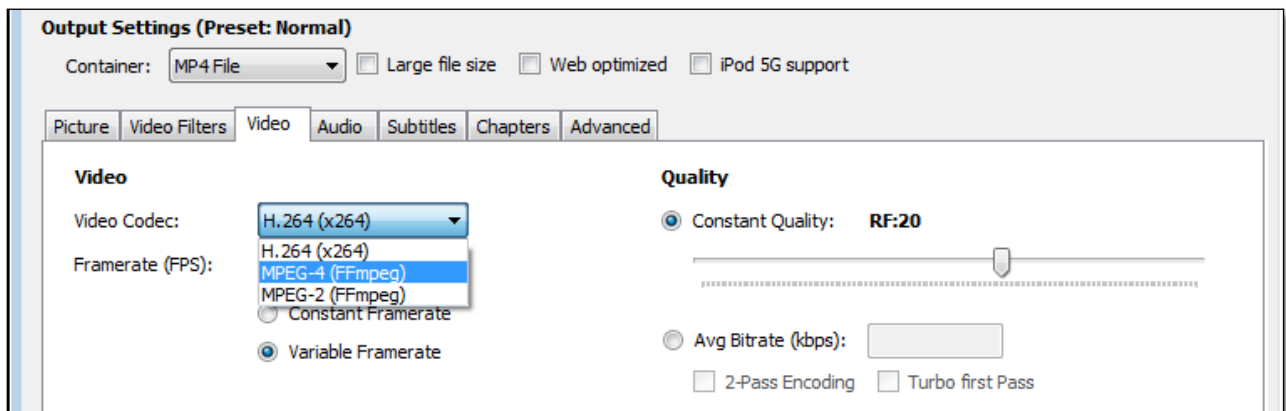 Output Settings (Preset: Normal)
Container: MP4 File Large file size Web optimized iPod 5G support
Picture Video Filters Video Audio Subtitles Chapters Advanced
Video Quality
Video Codec: H.264 (x264) Constant Quality: RF:20
H.264 (x264)
Framerate (FPS): MPEG-4 (FFmpeg)
MPEG-2 (FFmpeg)
Constant Framerate
Variable Framerate Avg Bitrate (kbps):
2-Pass Encoding Turbo first Pass